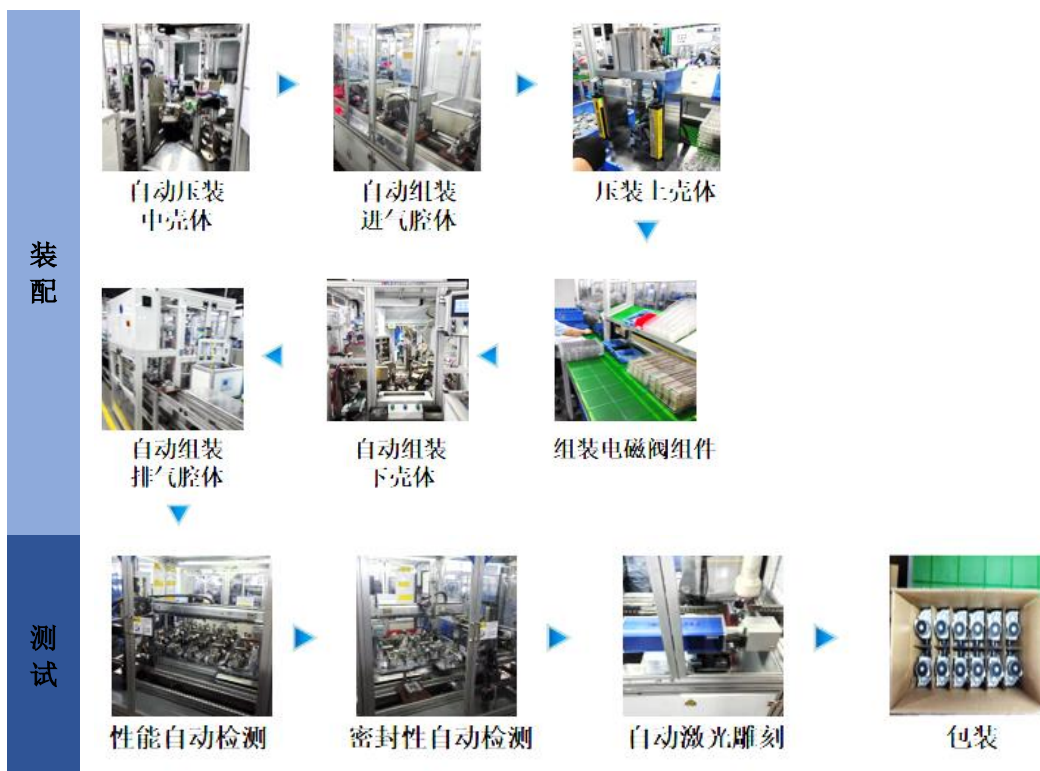 装
配
自动压装
中壳体
自动组装
进气腔体
压装上壳体
组装电磁阀组件
自动组装
下壳体
自动组装
排气腔体
测
试
性能自动检测
密封性自动检测
自动激光雕刻
包装